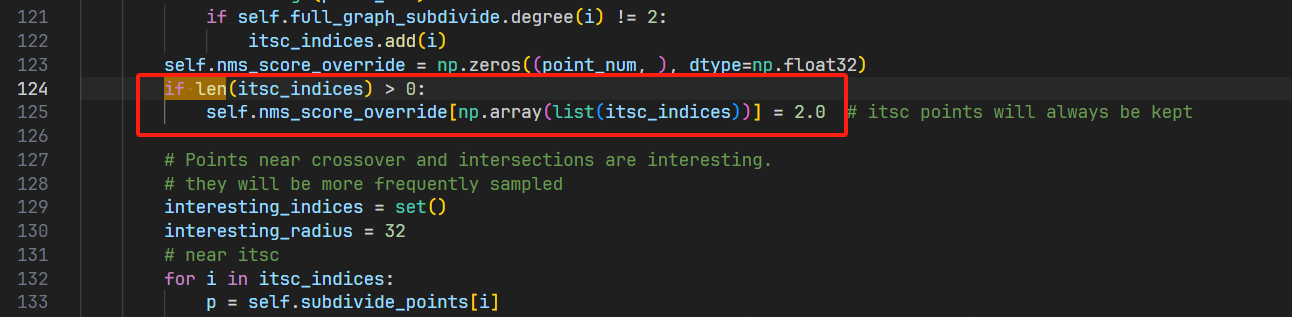 121 if self.full_graph_subdivide.degree(i) != 2:
122 itsc_indices.add(i)
123 self.nms_score_override = np.zeros((point_num, ), dtype=np.float32)
124 if len(itsc_indices) > 0:
125 self.nms_score_override[np.array(list(itsc_indices))] = 2.0 # itsc points will always be kept
126
127 # Points near crossover and intersections are interesting.
128 # they will be more frequently sampled
129 interesting_indices = set()
130 interesting_radius = 32
131 # near itsc
132 for i in itsc_indices:
133 p = self.subdivide_points[i]